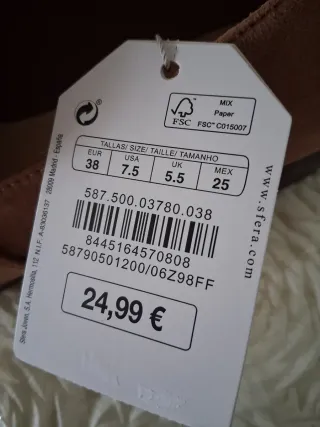 FSC
MIX
Paper
FSC® C015007
TALLAS/ SIZE/ TAILLE/ TAMANHO
EUR USA UK MEX
38 7.5 5.5 25
587.500.03780.038
8445164570808
58790501200/06Z98FF
24,99 €
www.sfera.com
Sfera Joven, S.A. Hermosilla, 112. N.I.F. A-83086137 28009 Madrid - España